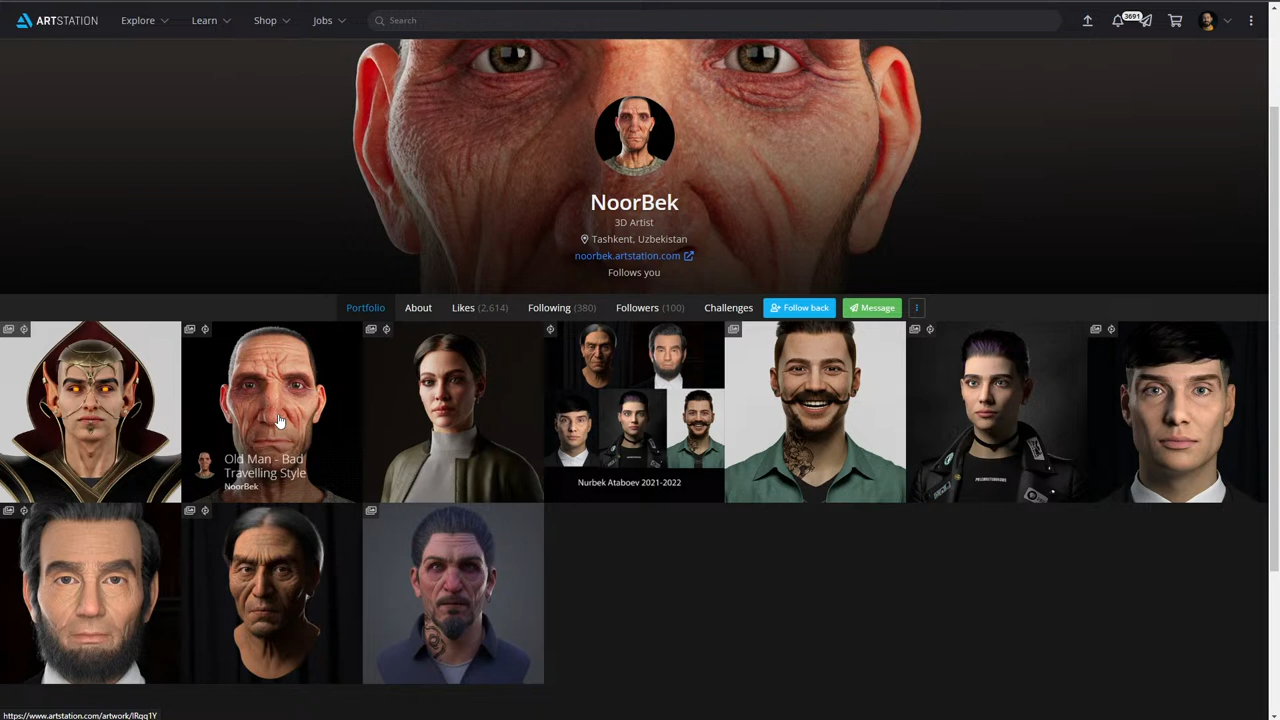 ARTSTATION Explore Learn Shop Jobs Search 3691
NoorBek
3D Artist
Tashkent, Uzbekistan
noorbek.artstation.com
Follows you
Portfolio About Likes (2,614) Following (380) Followers (100) Challenges Follow back Message
Old Man - Bad
Travelling Style
NoorBek
Nurbek Ataboev 2021-2022
https://www.artstation.com/artwork/lRqq1Y